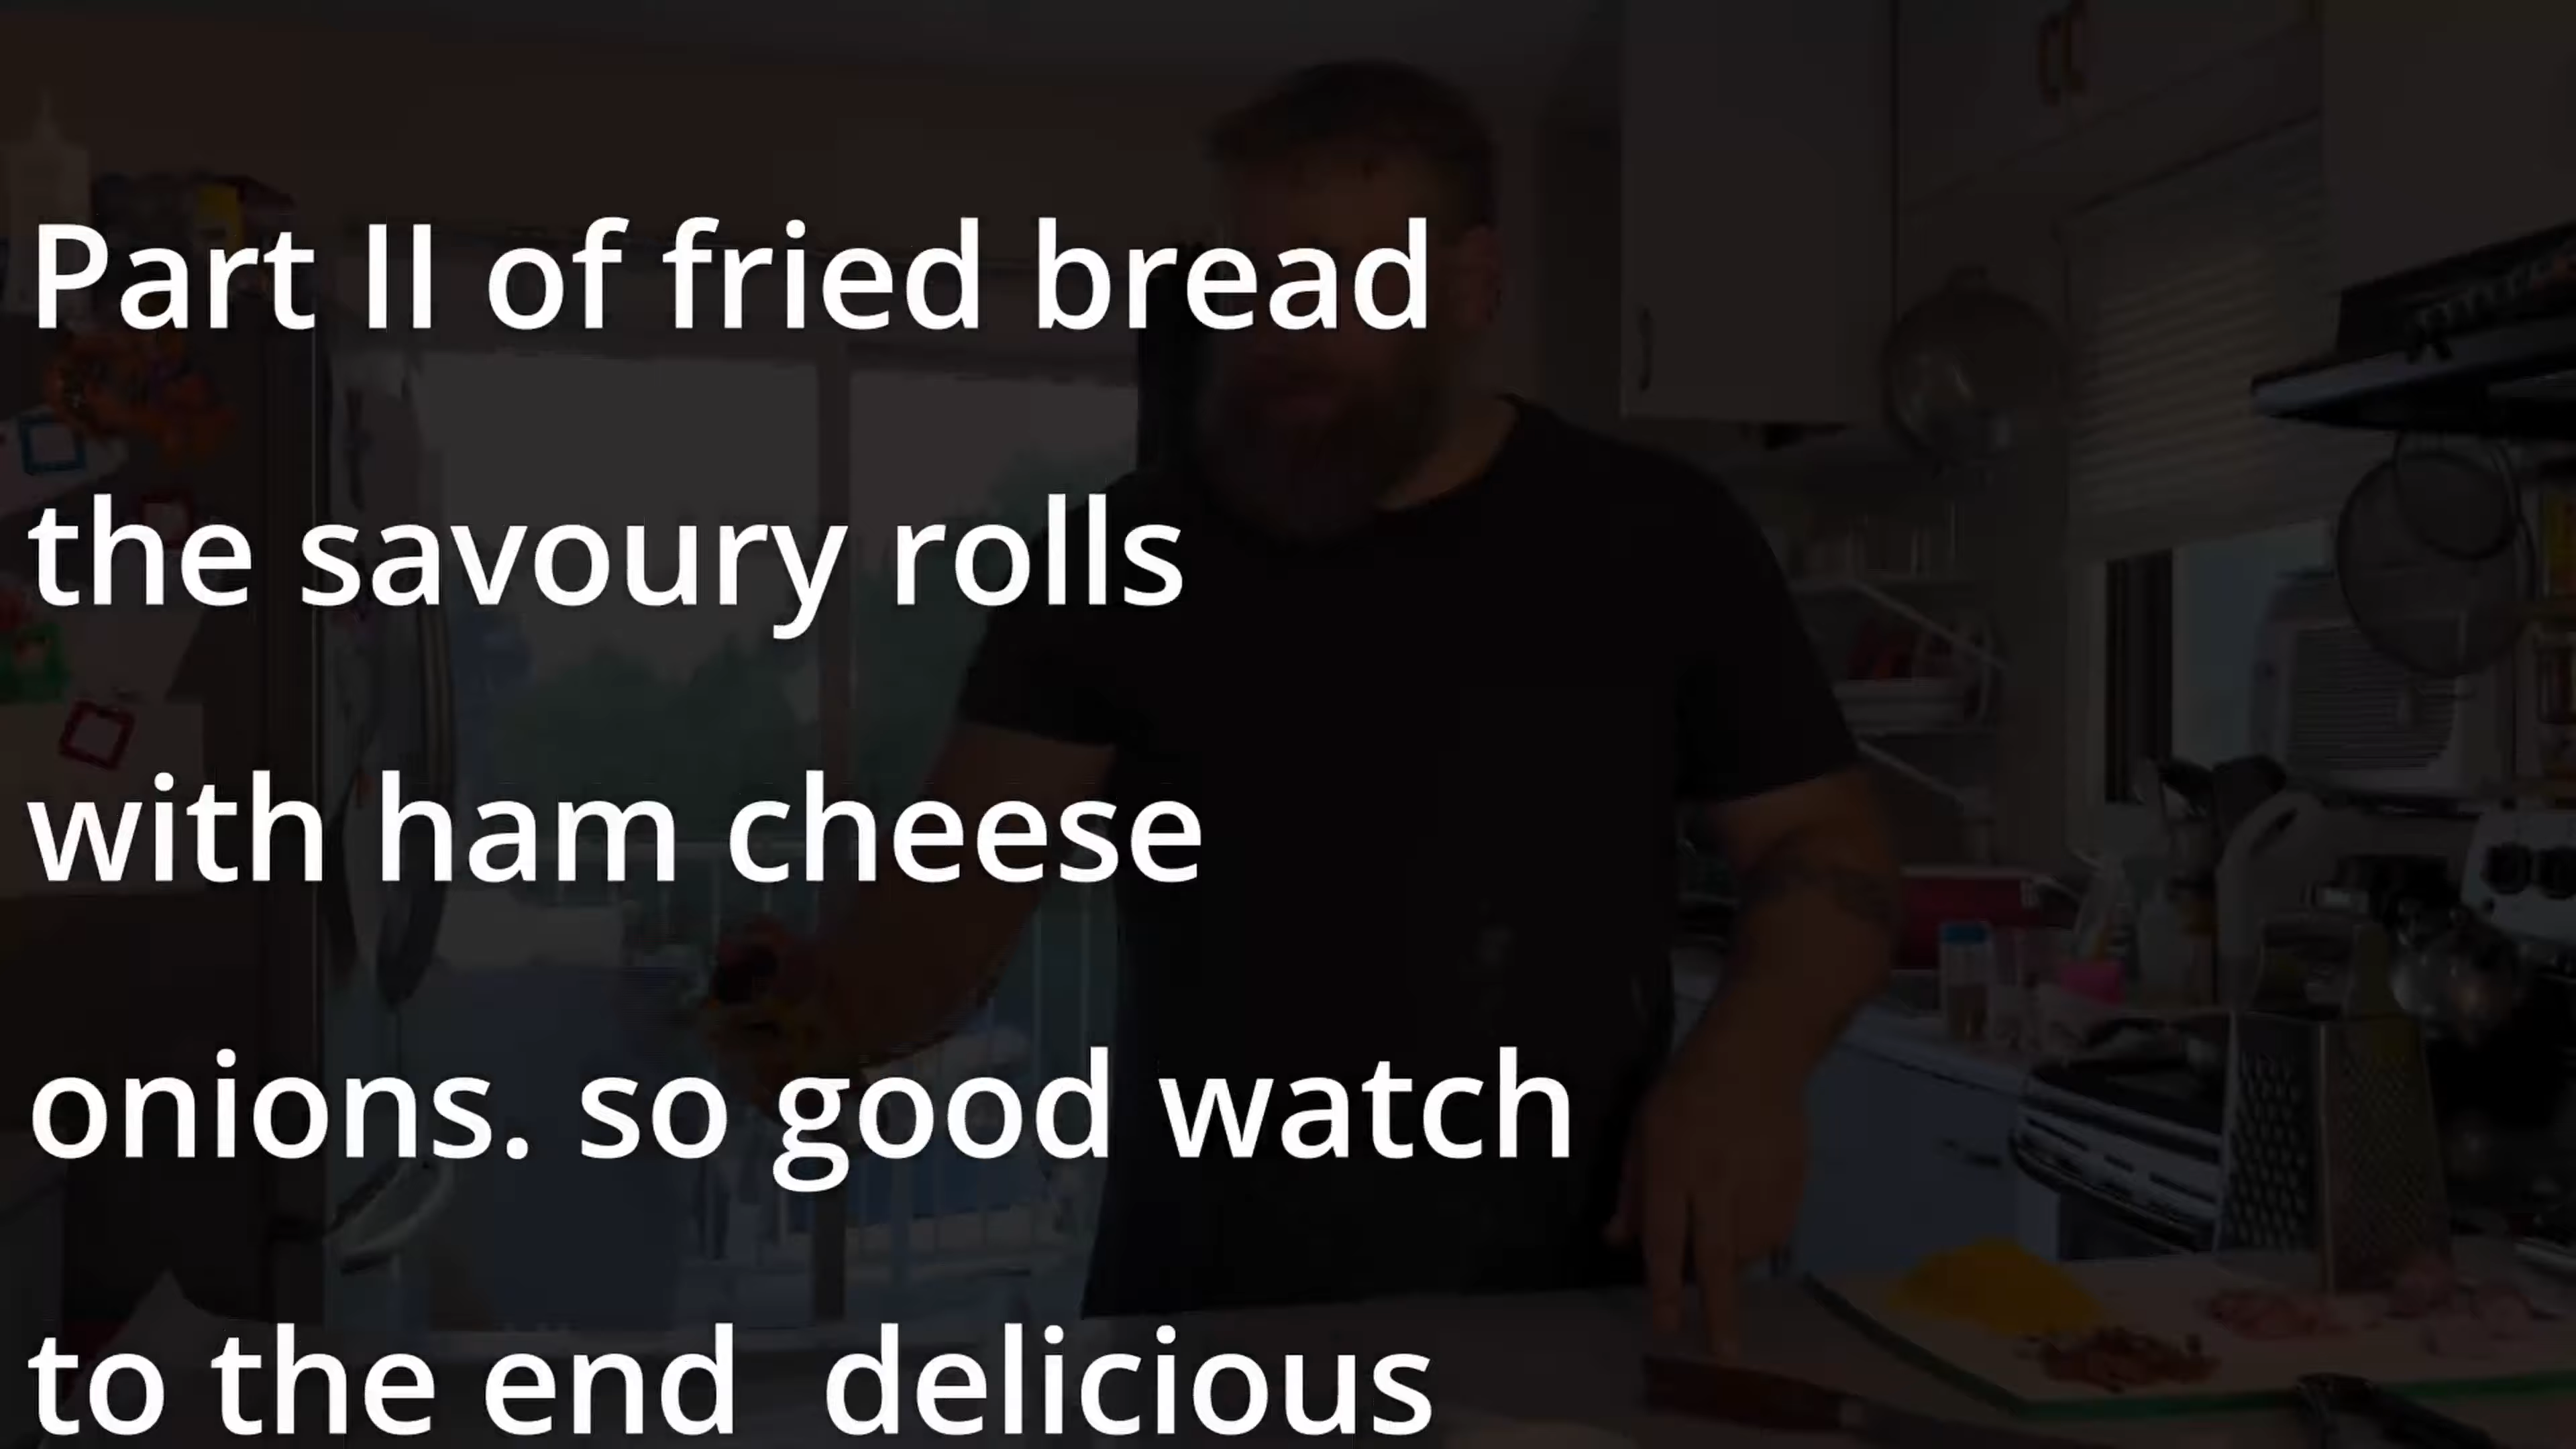 Part II of fried bread
the savoury rolls
with ham cheese
onions. so good watch
to the end  delicious